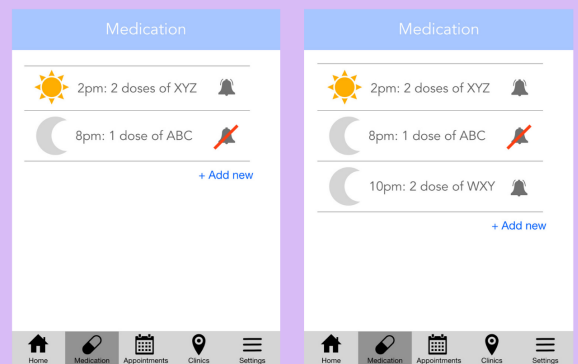 Medication
2pm: 2 doses of XYZ
8pm: 1 dose of ABC
+ Add new
Home Medication Appointments Clinics Settings
Medication
2pm: 2 doses of XYZ
8pm: 1 dose of ABC
10pm: 2 dose of WXY
+ Add new
Home Medication Appointments Clinics Settings